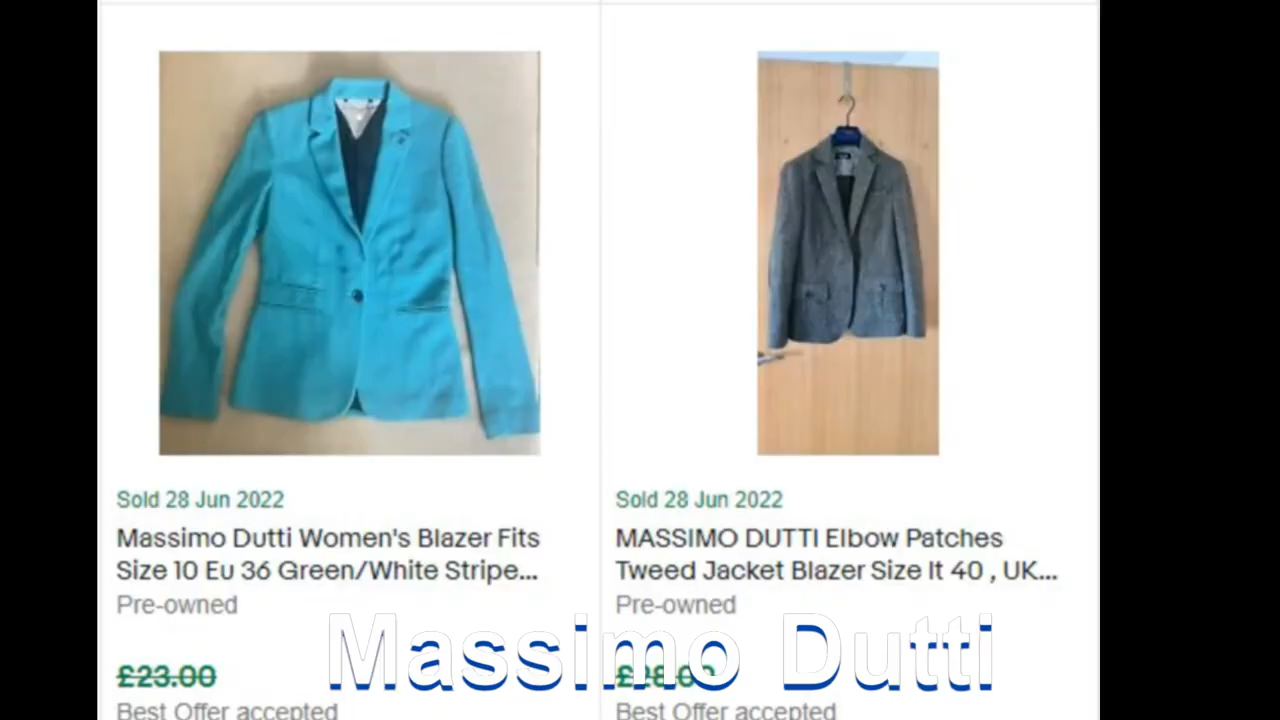 Sold 28 Jun 2022
Massimo Dutti Women's Blazer Fits
Size 10 Eu 36 Green/White Stripe...
Pre-owned
£23.00
Best Offer accepted
Sold 28 Jun 2022
MASSIMO DUTTI Elbow Patches
Tweed Jacket Blazer Size It 40 , UK...
Pre-owned
£28.00
Best Offer accepted
Massimo Dutti